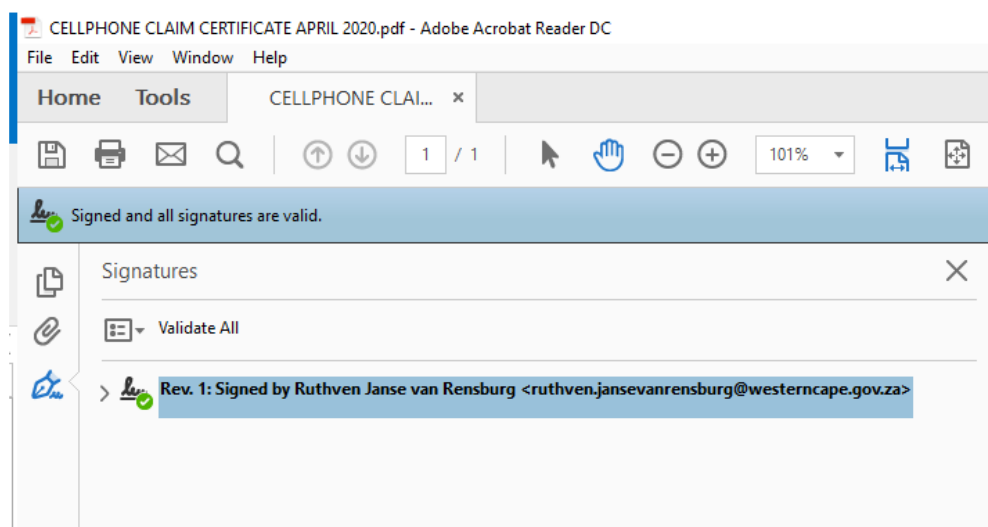 CELLPHONE CLAIM CERTIFICATE APRIL 2020.pdf - Adobe Acrobat Reader DC
File Edit View Window Help
Home Tools CELLPHONE CLAI... ×
1 / 1 101%
Signed and all signatures are valid.
Signatures
Validate All
Rev. 1: Signed by Ruthven Janse van Rensburg <ruthven.jansevanrensburg@westerncape.gov.za>